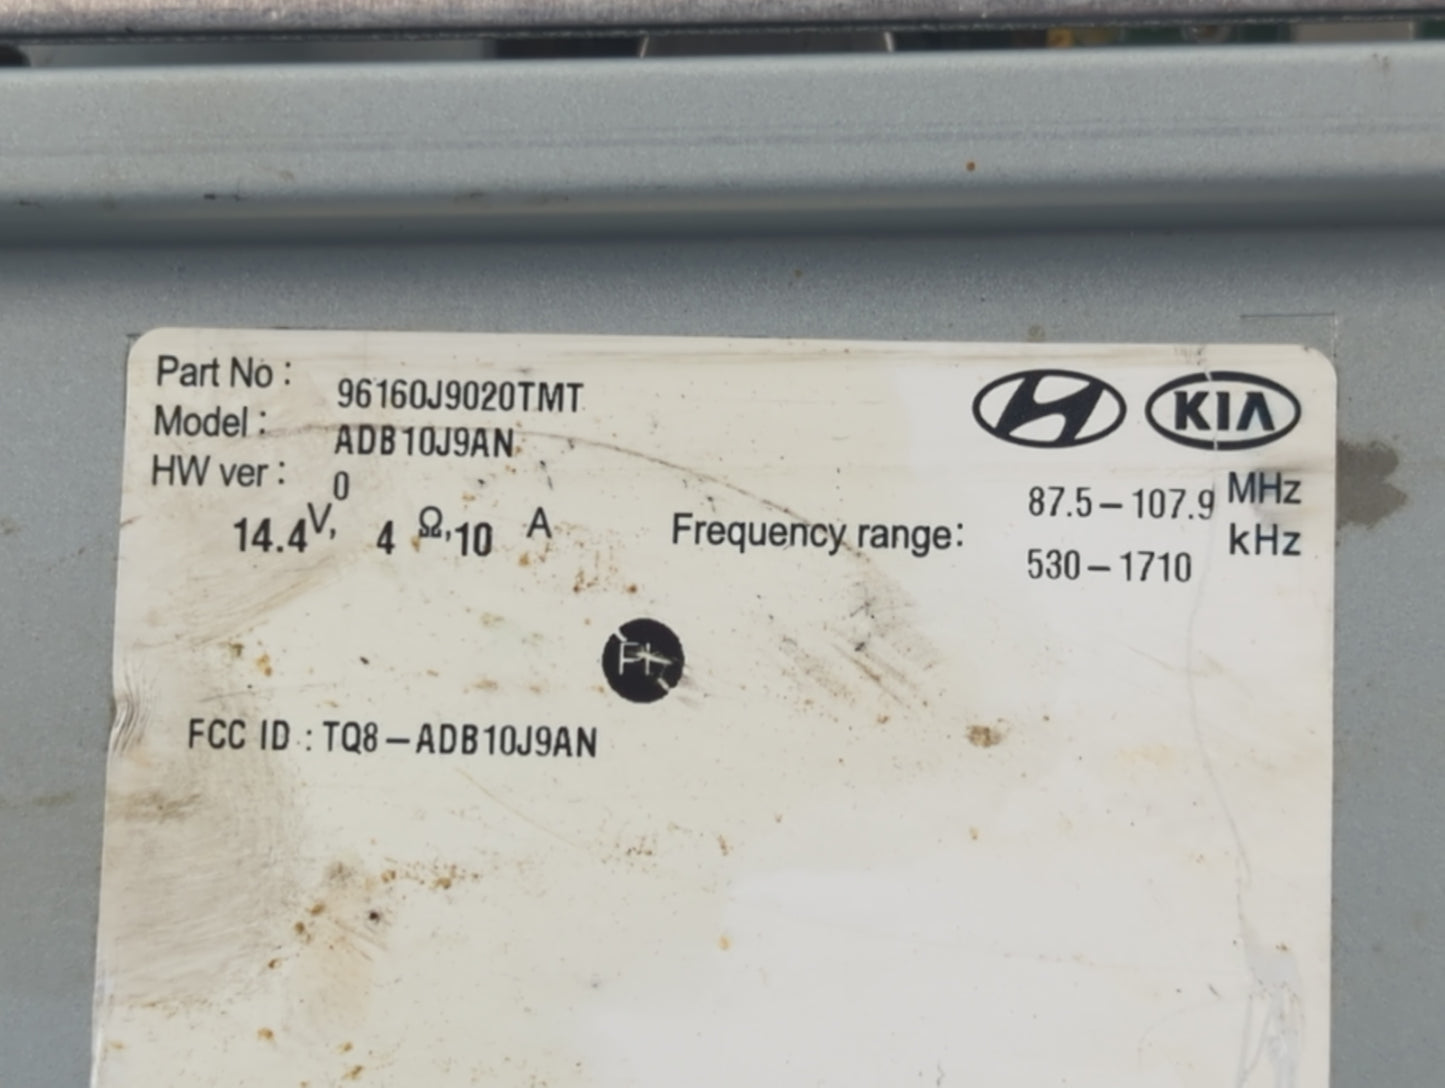 Part No : 96160J9020TMT
Model : ADB10J9AN
HW ver : 0
14.4V, 4 Ω,10 A
Frequency range: 87.5–107.9 MHz
530–1710 kHz
KIA
FCC ID : TQ8–ADB10J9AN